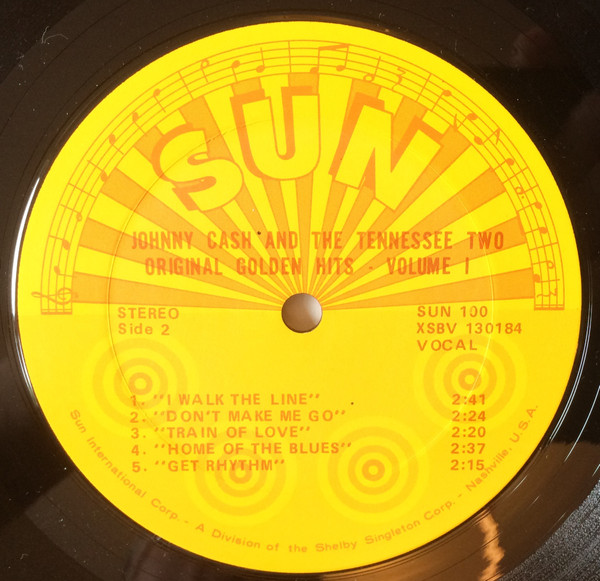 SUN
JOHNNY CASH AND THE TENNESSEE TWO
ORIGINAL GOLDEN HITS - VOLUME I
STEREO
Side 2
SUN 100
XSBV 130184
VOCAL
1. "I WALK THE LINE" 2:41
2. "DON'T MAKE ME GO" 2:24
3. "TRAIN OF LOVE" 2:20
4. "HOME OF THE BLUES" 2:37
5. "GET RHYTHM" 2:15
Sun International Corp. - A Division of the Shelby Singleton Corp. - Nashville, U.S.A.